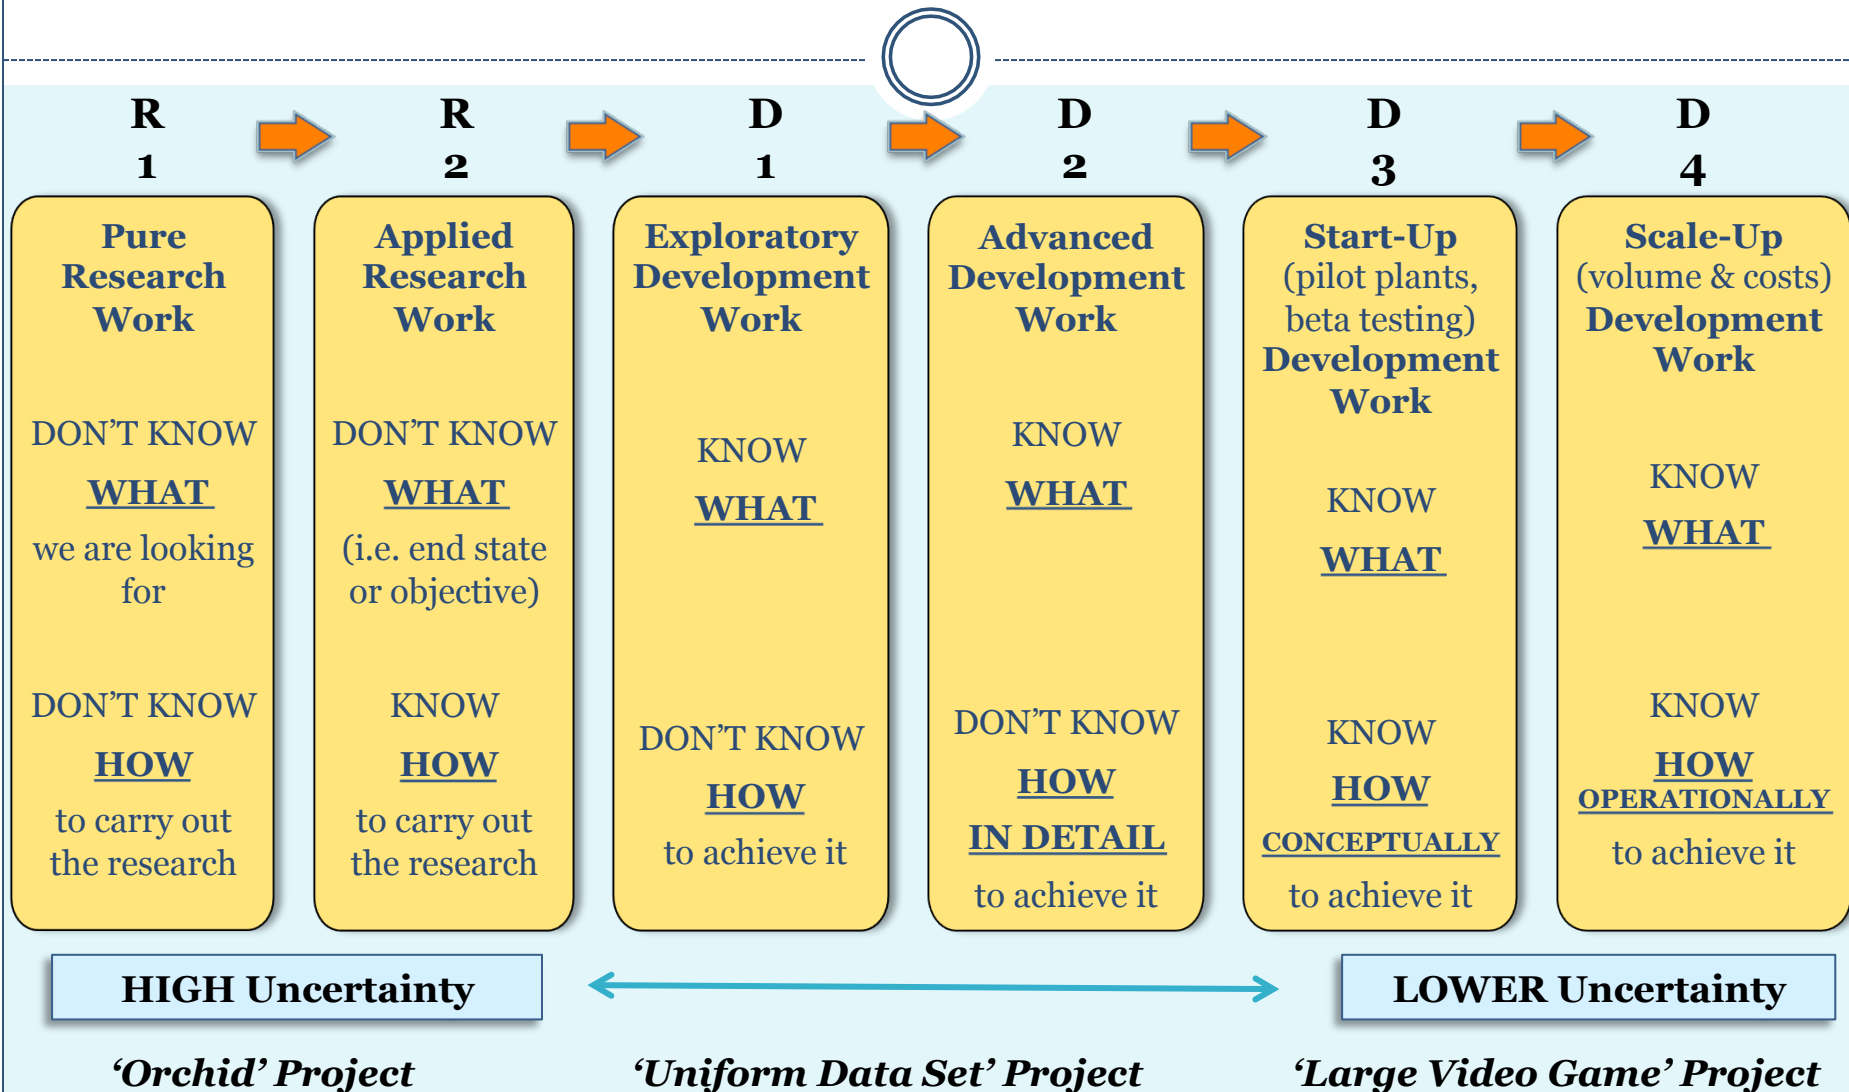 R
1
R
2
D
1
D
2
D
3
D
4
Pure
Research
Work
DON’T KNOW
WHAT
we are looking
for
DON’T KNOW
HOW
to carry out
the research
Applied
Research
Work
DON’T KNOW
WHAT
(i.e. end state
or objective)
KNOW
HOW
to carry out
the research
Exploratory
Development
Work
KNOW
WHAT
DON’T KNOW
HOW
to achieve it
Advanced
Development
Work
KNOW
WHAT
DON’T KNOW
HOW
IN DETAIL
to achieve it
Start-Up
(pilot plants,
beta testing)
Development
Work
KNOW
WHAT
KNOW
HOW
CONCEPTUALLY
to achieve it
Scale-Up
(volume & costs)
Development
Work
KNOW
WHAT
KNOW
HOW
OPERATIONALLY
to achieve it
HIGH Uncertainty
LOWER Uncertainty
‘Orchid’ Project
‘Uniform Data Set’ Project
‘Large Video Game’ Project